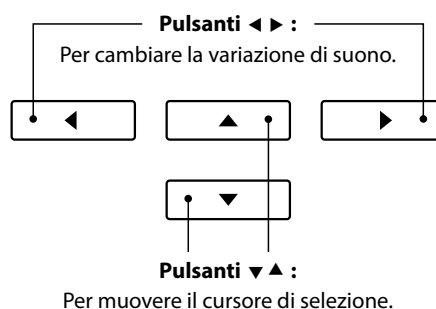 Pulsanti ◀ ▶ :
Per cambiare la variazione di suono.
Pulsanti ▼ ▲ :
Per muovere il cursore di selezione.